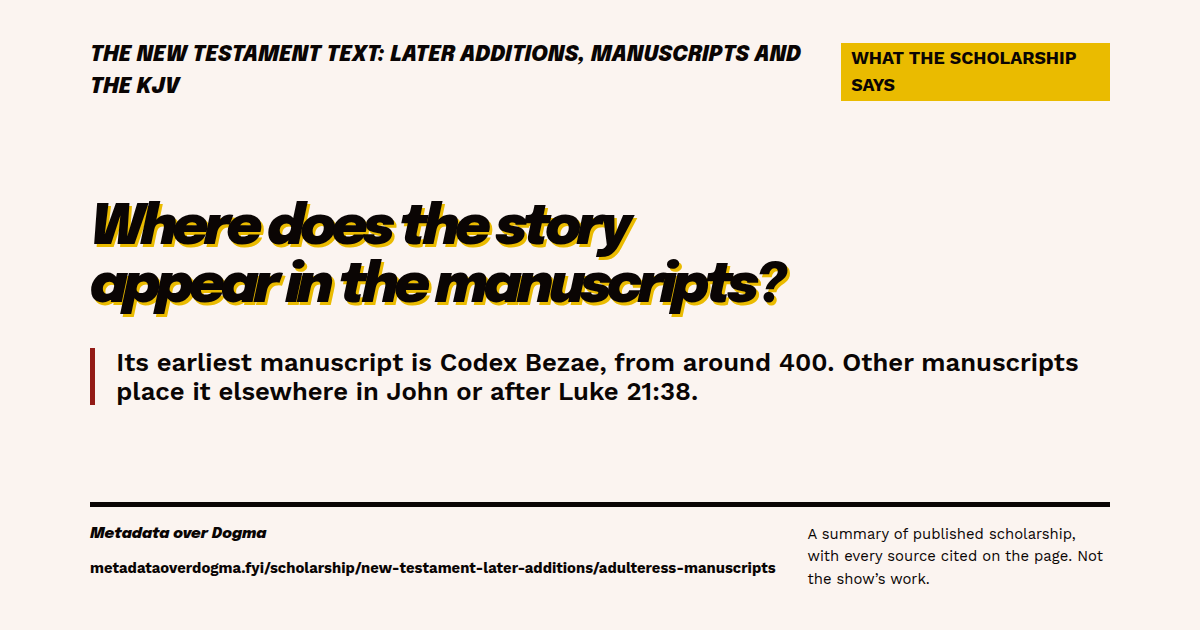 THE NEW TESTAMENT TEXT: LATER ADDITIONS, MANUSCRIPTS AND
THE KJV
WHAT THE SCHOLARSHIP
SAYS
Where does the story
appear in the manuscripts?
Its earliest manuscript is Codex Bezae, from around 400. Other manuscripts
place it elsewhere in John or after Luke 21:38.
Metadata over Dogma
metadataoverdogma.fyi/scholarship/new-testament-later-additions/adulteress-manuscripts
A summary of published scholarship,
with every source cited on the page. Not
the show’s work.